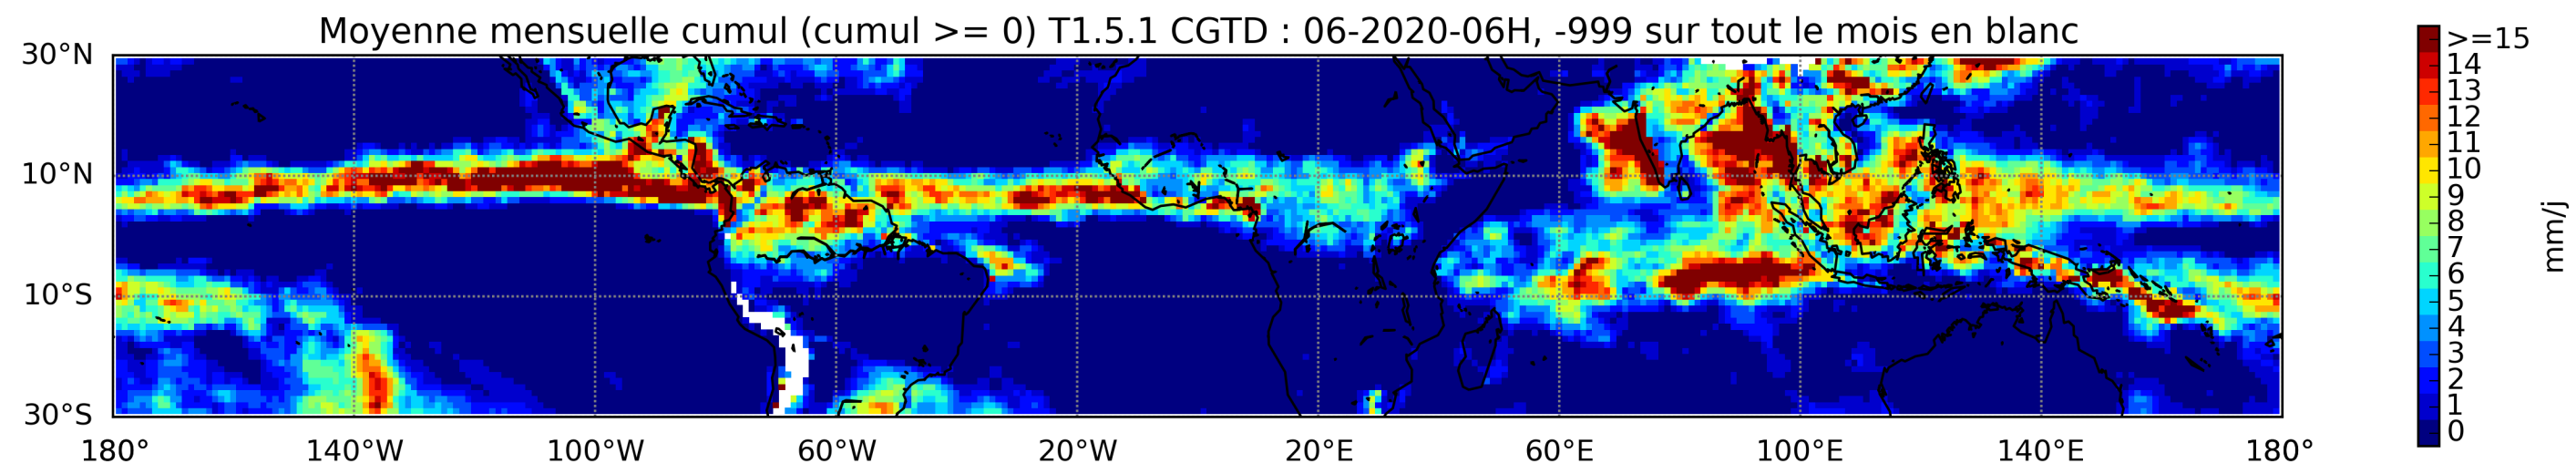 Moyenne mensuelle cumul (cumul >= 0) T1.5.1 CGTD : 06-2020-06H, -999 sur tout le mois en blanc
30°N
10°N
10°S
30°S
180°
140°W
100°W
60°W
20°W
20°E
60°E
100°E
140°E
180°
>=15
14
13
12
11
10
9
8
7
6
5
4
3
2
1
0
mm/j